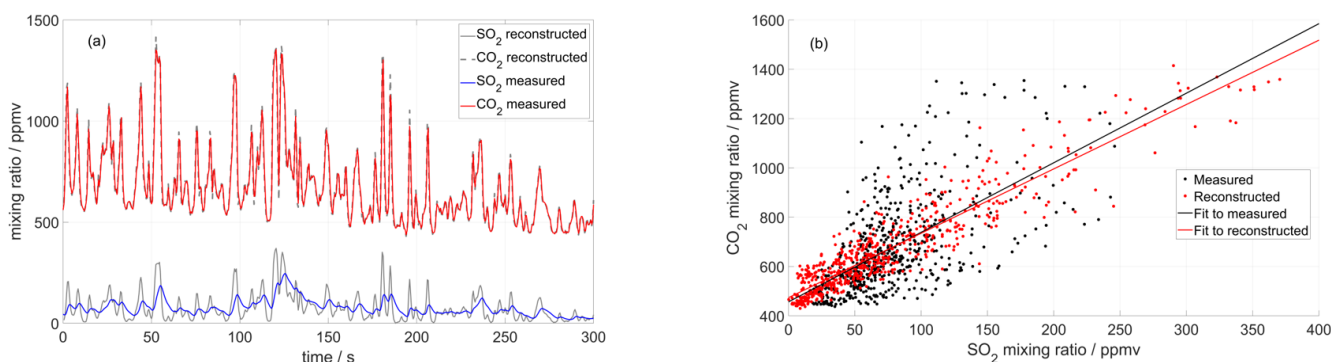 (a)
SO2 reconstructed
CO2 reconstructed
SO2 measured
CO2 measured
1500
1000
500
0
mixing ratio / ppmv
0 50 100 150 200 250 300
time / s
(b)
1600
1400
1200
1000
800
600
400
CO2 mixing ratio / ppmv
Measured
Reconstructed
Fit to measured
Fit to reconstructed
0 50 100 150 200 250 300 350 400
SO2 mixing ratio / ppmv